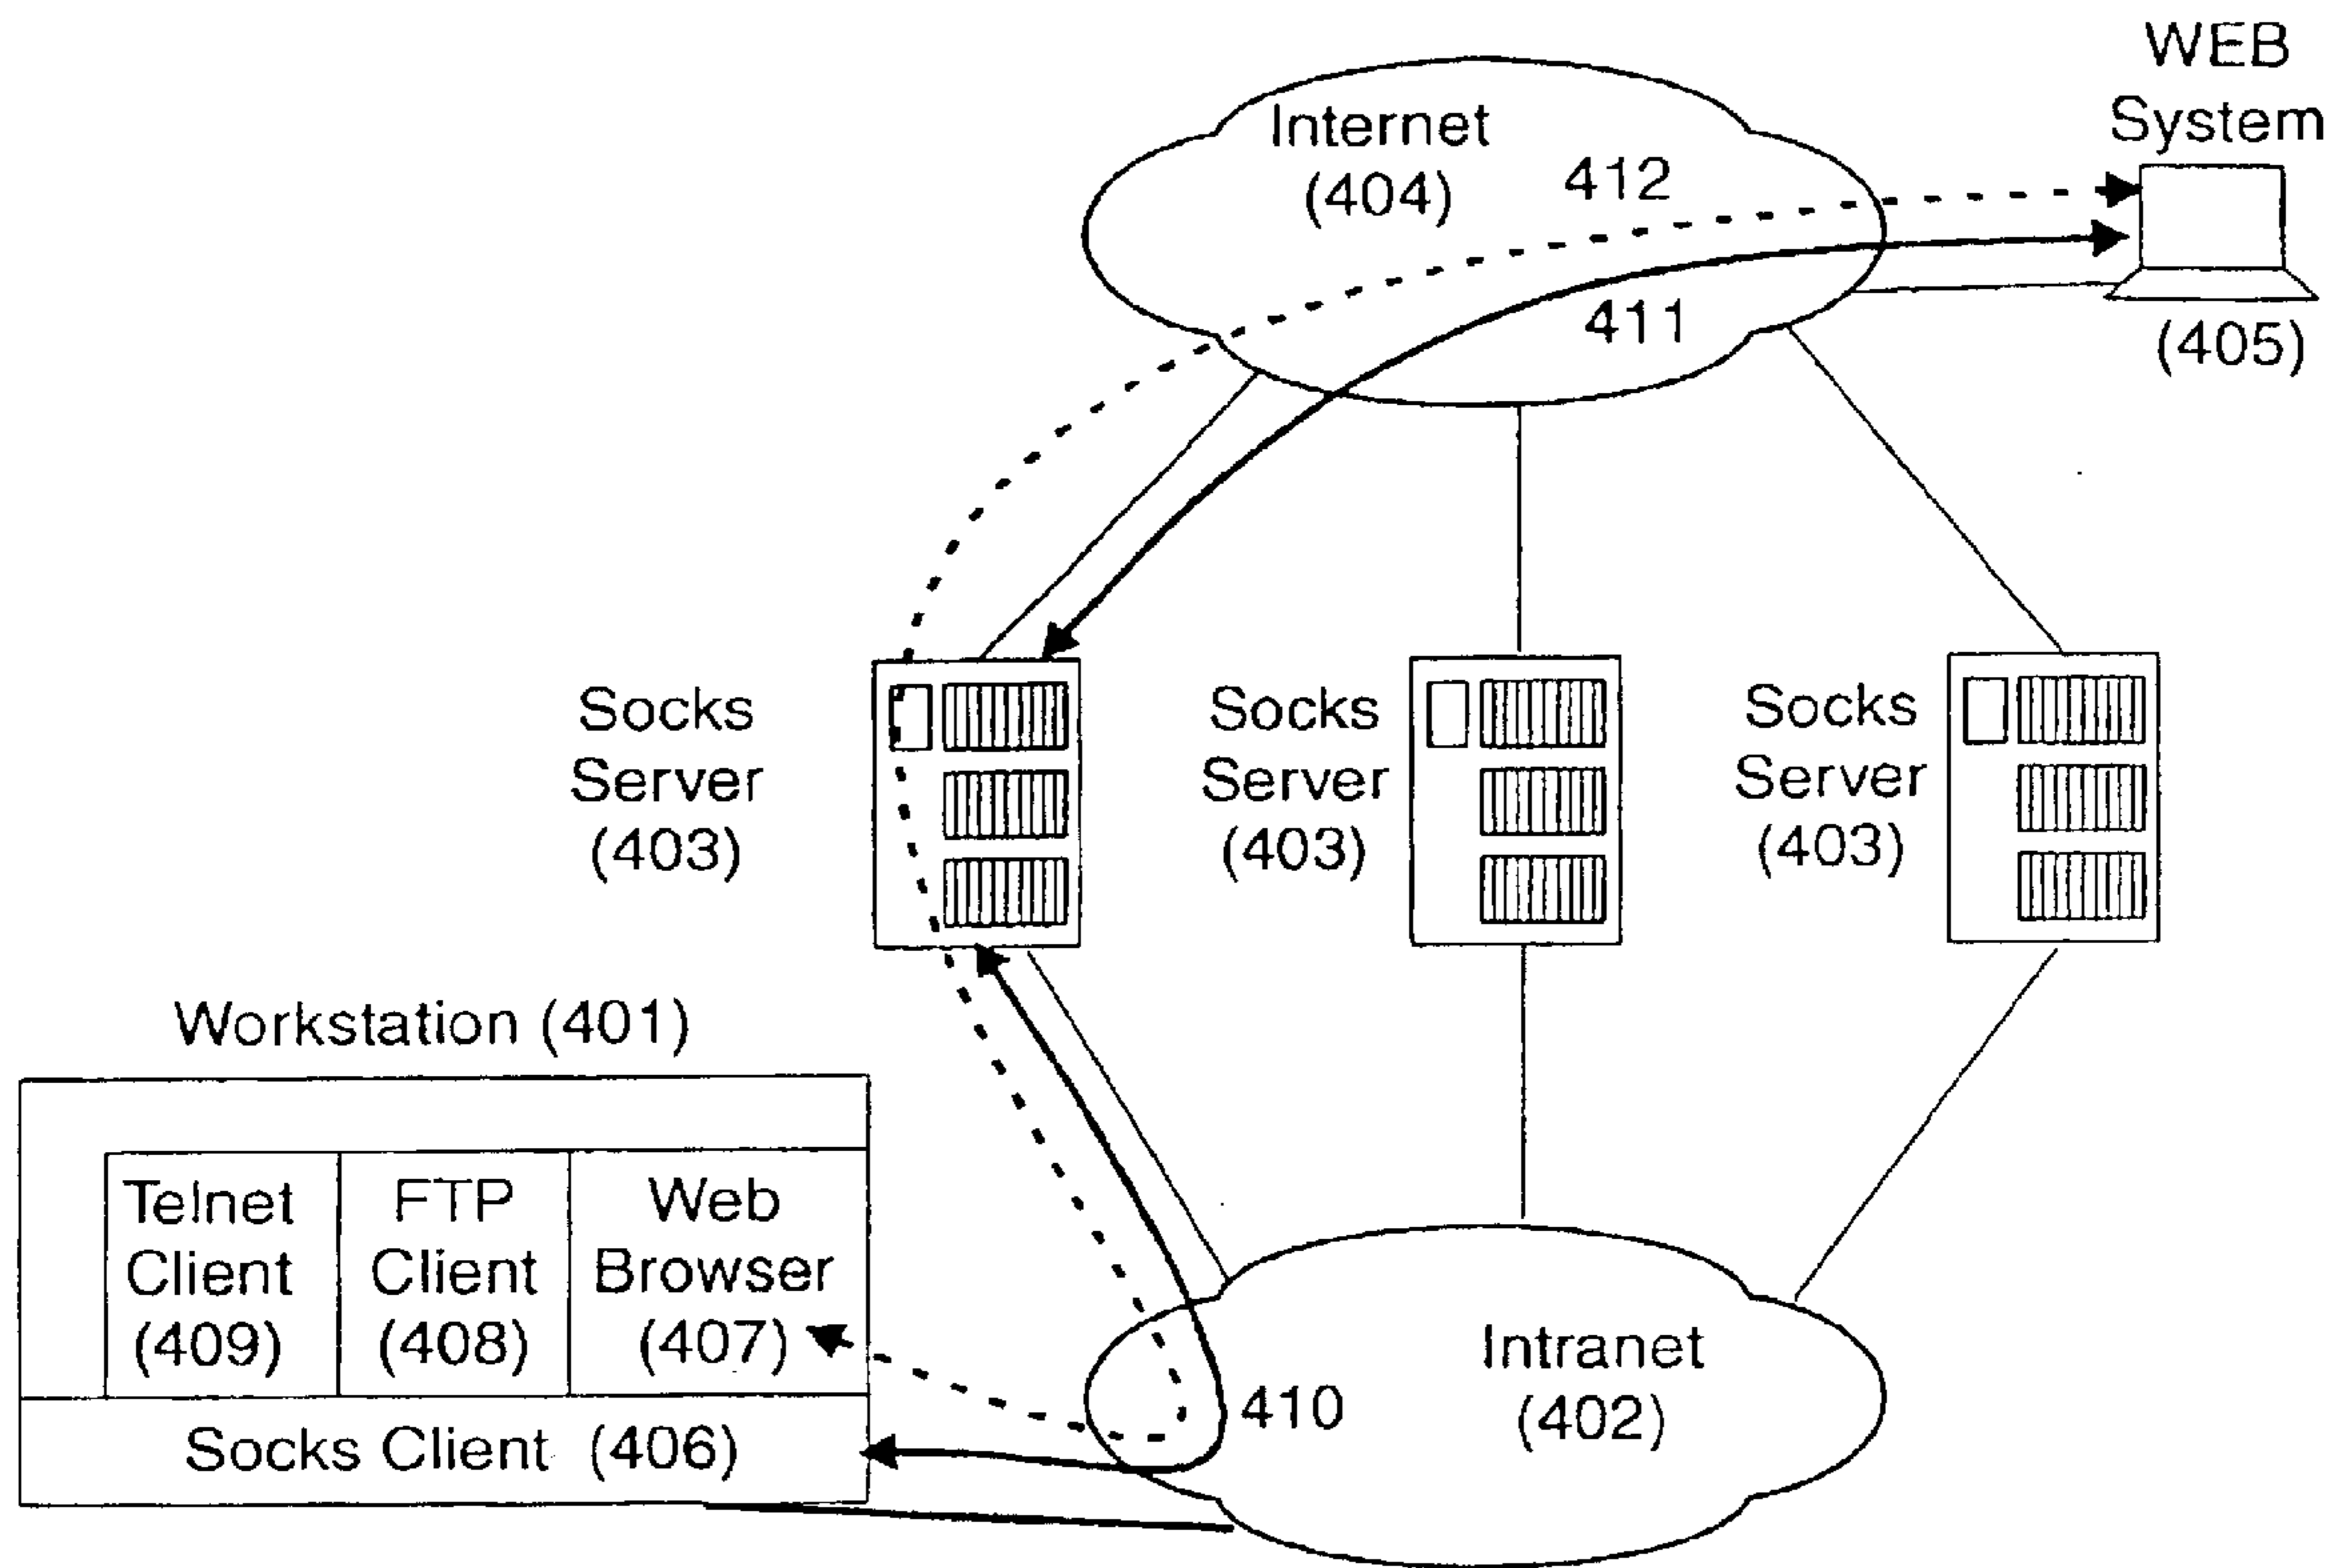 WEB
System
(405)
Internet
(404)
412
411
Socks
Server
(403)
Socks
Server
(403)
Socks
Server
(403)
Workstation (401)
Telnet
Client
(409)
FTP
Client
(408)
Web
Browser
(407)
Socks Client (406)
410
Intranet
(402)